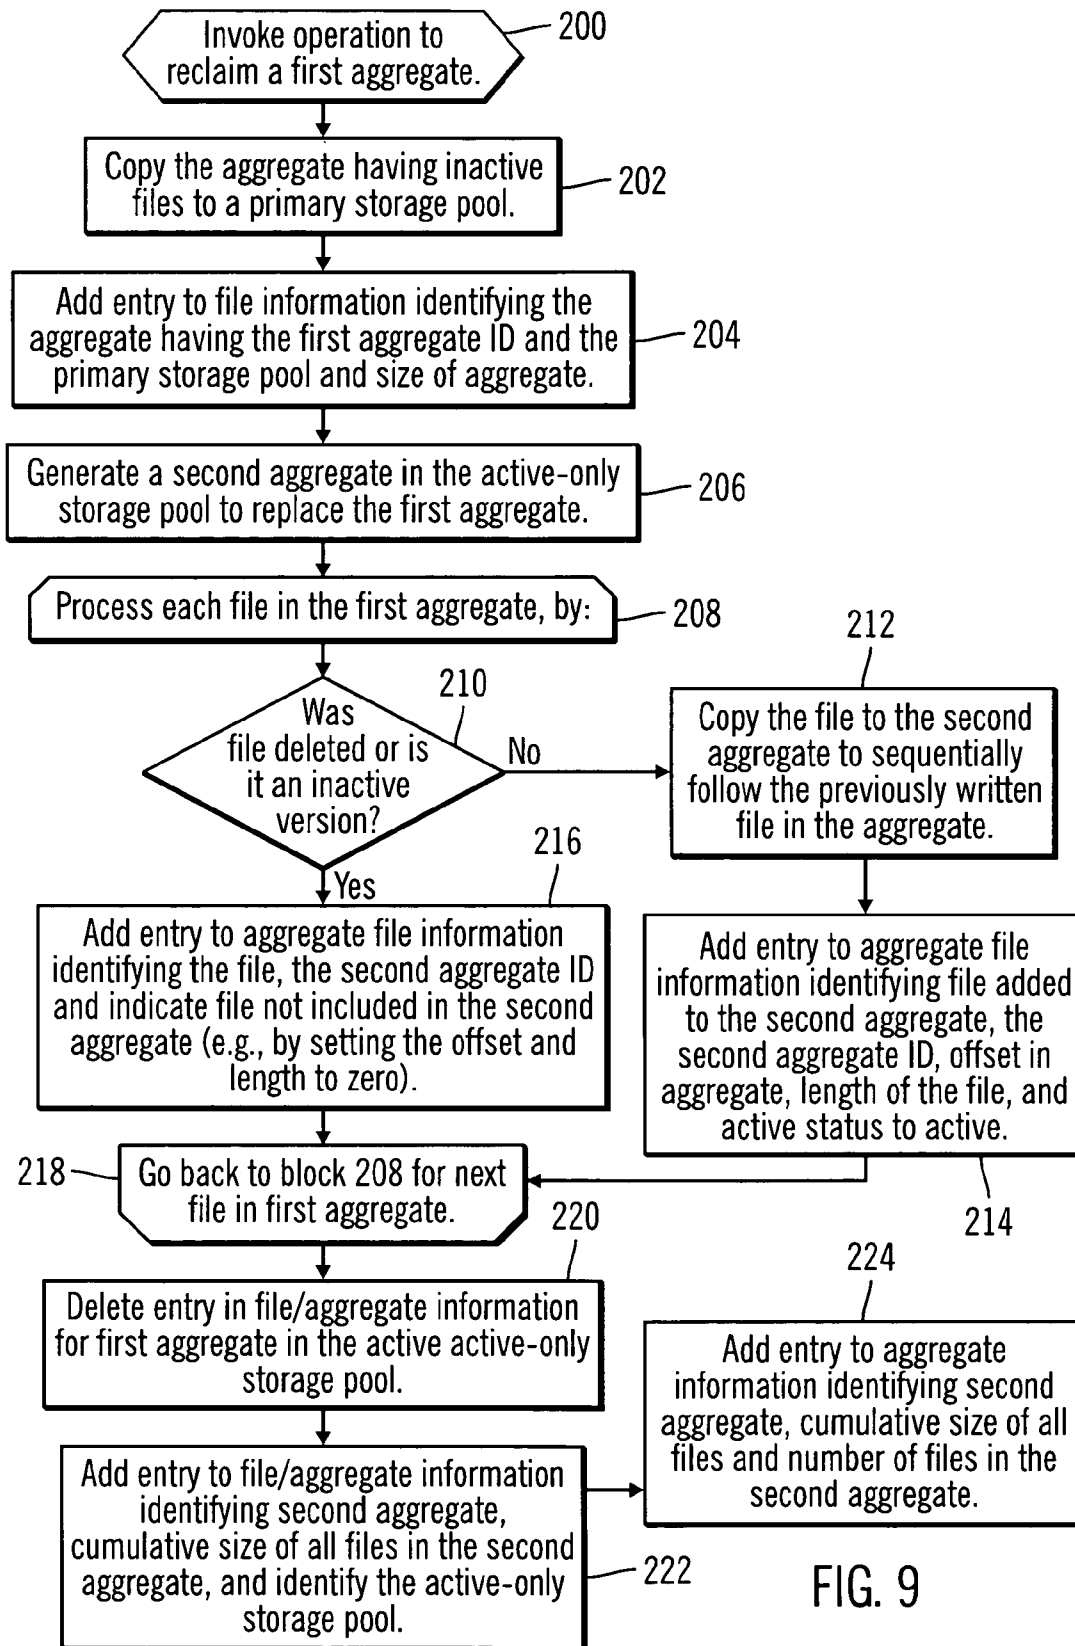 Invoke operation to
reclaim a first aggregate.
200
Copy the aggregate having inactive
files to a primary storage pool.
202
Add entry to file information identifying the
aggregate having the first aggregate ID and the
primary storage pool and size of aggregate.
204
Generate a second aggregate in the active-only
storage pool to replace the first aggregate.
206
Process each file in the first aggregate, by:
208
210
Was
file deleted or is
it an inactive
version?
No
Yes
212
Copy the file to the second
aggregate to sequentially
follow the previously written
file in the aggregate.
216
Add entry to aggregate file information
identifying the file, the second aggregate ID
and indicate file not included in the second
aggregate (e.g., by setting the offset and
length to zero).
Add entry to aggregate file
information identifying file added
to the second aggregate, the
second aggregate ID, offset in
aggregate, length of the file, and
active status to active.
214
218
Go back to block 208 for next
file in first aggregate.
220
Delete entry in file/aggregate information
for first aggregate in the active active-only
storage pool.
224
Add entry to aggregate
information identifying second
aggregate, cumulative size of all
files and number of files in the
second aggregate.
Add entry to file/aggregate information
identifying second aggregate,
cumulative size of all files in the second
aggregate, and identify the active-only
storage pool.
222
FIG. 9